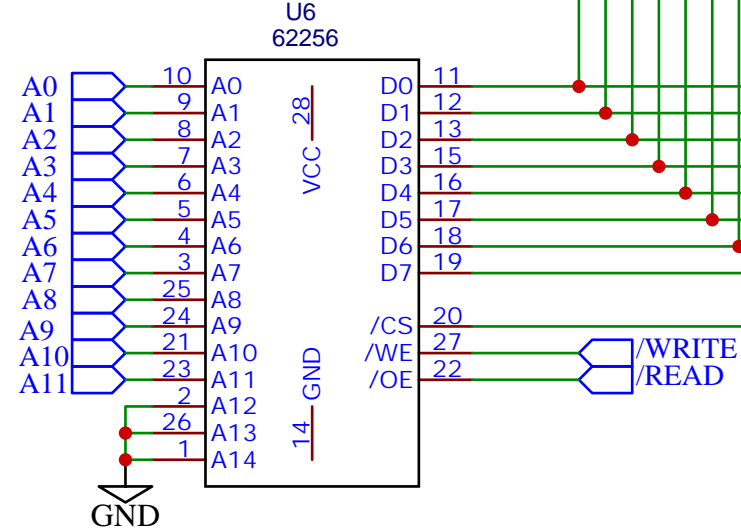 U6
62256
A0 10 A0 D0 11
A1 9 A1 D1 12
A2 8 A2 28 D2 13
A3 7 A3 VCC D3 15
A4 6 A4 D4 16
A5 5 A5 D5 17
A6 4 A6 D6 18
A7 3 A7 D7 19
A8 25 A8
A9 24 A9 /CS 20
A10 21 A10 GND /WE 27 /WRITE
A11 23 A11 /OE 22 /READ
2 A12
26 A13 14
1 A14
GND